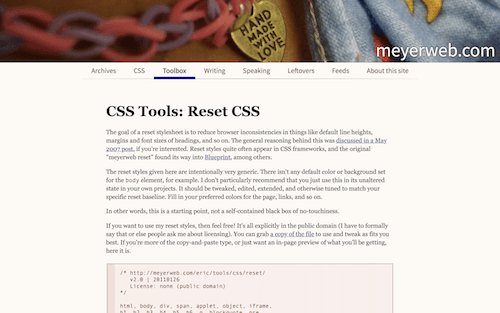 HAND
MADE
WITH
LOVE
meyerweb.com
Archives CSS Toolbox Writing Speaking Leftovers Feeds About this site
CSS Tools: Reset CSS
The goal of a reset stylesheet is to reduce browser inconsistencies in things like default line heights,
margins and font sizes of headings, and so on. The general reasoning behind this was discussed in a May
2007 post, if you're interested. Reset styles quite often appear in CSS frameworks, and the original
"meyerweb reset" found its way into Blueprint, among others.
The reset styles given here are intentionally very generic. There isn't any default color or background set
for the body element, for example. I don't particularly recommend that you just use this in its unaltered
state in your own projects. It should be tweaked, edited, extended, and otherwise tuned to match your
specific reset baseline. Fill in your preferred colors for the page, links, and so on.
In other words, this is a starting point, not a self-contained black box of no-touchiness.
If you want to use my reset styles, then feel free! It's all explicitly in the public domain (I have to formally
say that or else people ask me about licensing). You can grab a copy of the file to use and tweak as fits you
best. If you're more of the copy-and-paste type, or just want an in-page preview of what you'll be getting,
here it is.
/* http://meyerweb.com/eric/tools/css/reset/
v2.0 | 20110126
License: none (public domain)
*/
html, body, div, span, applet, object, iframe,
h1, h2, h3, h4, h5, h6, p, blockquote, pre,